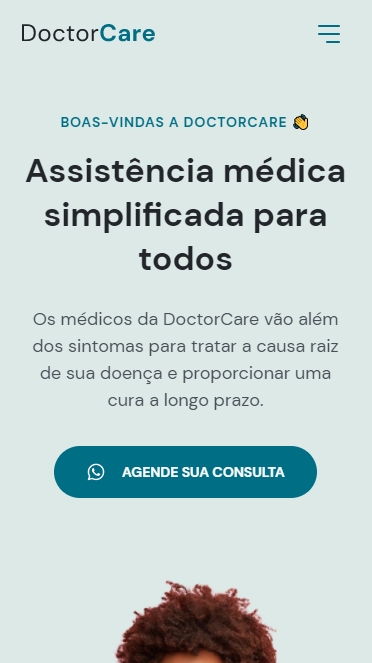 DoctorCare
BOAS-VINDAS A DOCTORCARE 👋
Assistência médica
simplificada para
todos
Os médicos da DoctorCare vão além
dos sintomas para tratar a causa raiz
de sua doença e proporcionar uma
cura a longo prazo.
AGENDE SUA CONSULTA